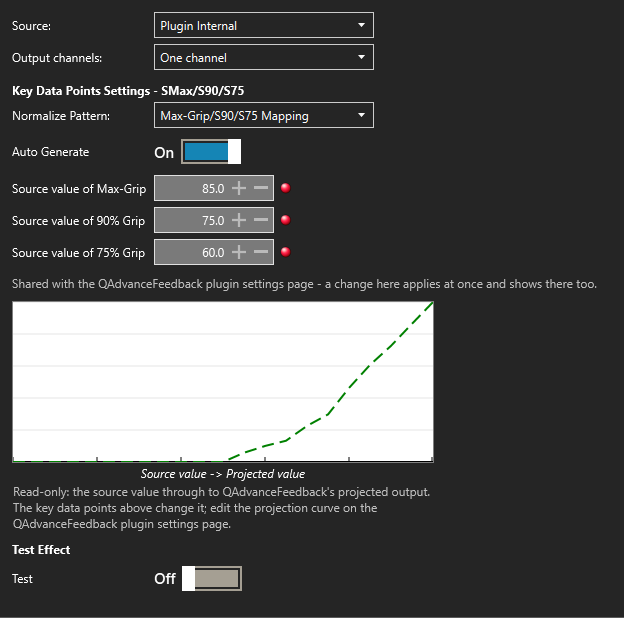 Source:
Plugin Internal
Output channels:
One channel
Key Data Points Settings - SMax/S90/S75
Normalize Pattern:
Max-Grip/S90/S75 Mapping
Auto Generate
On
Source value of Max-Grip
85.0
Source value of 90% Grip
75.0
Source value of 75% Grip
60.0
Shared with the QAdvanceFeedback plugin settings page - a change here applies at once and shows there too.
Source value -> Projected value
Read-only: the source value through to QAdvanceFeedback's projected output.
The key data points above change it; edit the projection curve on the
QAdvanceFeedback plugin settings page.
Test Effect
Test
Off